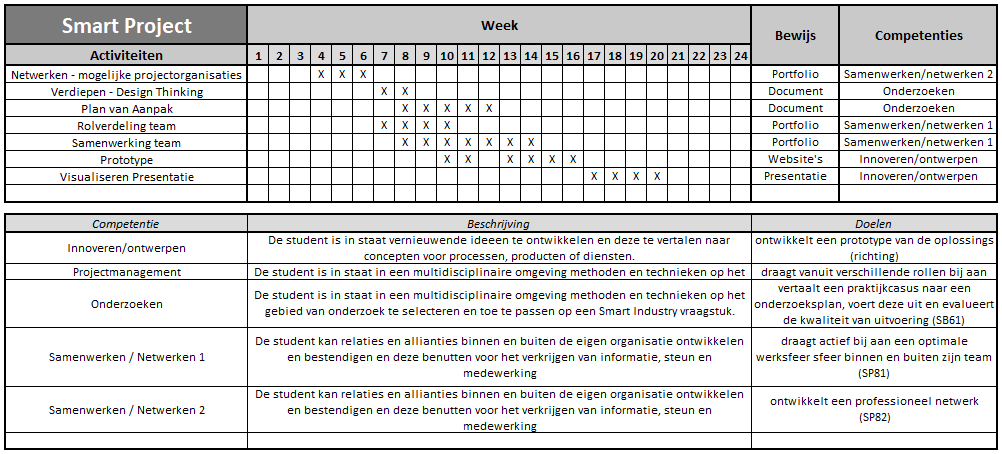 Smart Project Week Bewijs Competenties
Activiteiten 1 2 3 4 5 6 7 8 9 10 11 12 13 14 15 16 17 18 19 20 21 22 23 24
Netwerken - mogelijke projectorganisaties X X X Portfolio Samenwerken/netwerken 2
Verdiepen - Design Thinking X X Document Onderzoeken
Plan van Aanpak X X X X X Document Onderzoeken
Rolverdeling team X X X X Portfolio Samenwerken/netwerken 1
Samenwerking team X X X X X X X Portfolio Samenwerken/netwerken 1
Prototype X X X X X X Website's Innoveren/ontwerpen
Visualiseren Presentatie X X X X Presentatie Innoveren/ontwerpen
Competentie Beschrijving Doelen
Innoveren/ontwerpen
De student is in staat vernieuwende ideeen te ontwikkelen en deze te vertalen naar
concepten voor processen, producten of diensten.
ontwikkelt een prototype van de oplossings
(richting)
Projectmanagement De student is in staat in een multidisciplinaire omgeving methoden en technieken op het draagt vanuit verschillende rollen bij aan
Onderzoeken
De student is in staat in een multidisciplinaire omgeving methoden en technieken op het
gebied van onderzoek te selecteren en toe te passen op een Smart Industry vraagstuk.
vertaalt een praktijkcasus naar een
onderzoeksplan, voert deze uit en evalueert
de kwaliteit van uitvoering (SB61)
Samenwerken / Netwerken 1
De student kan relaties en allianties binnen en buiten de eigen organisatie ontwikkelen
en bestendigen en deze benutten voor het verkrijgen van informatie, steun en
medewerking
draagt actief bij aan een optimale
werksfeer sfeer binnen en buiten zijn team
(SP81)
Samenwerken / Netwerken 2
De student kan relaties en allianties binnen en buiten de eigen organisatie ontwikkelen
en bestendigen en deze benutten voor het verkrijgen van informatie, steun en
medewerking
ontwikkelt een professioneel netwerk
(SP82)